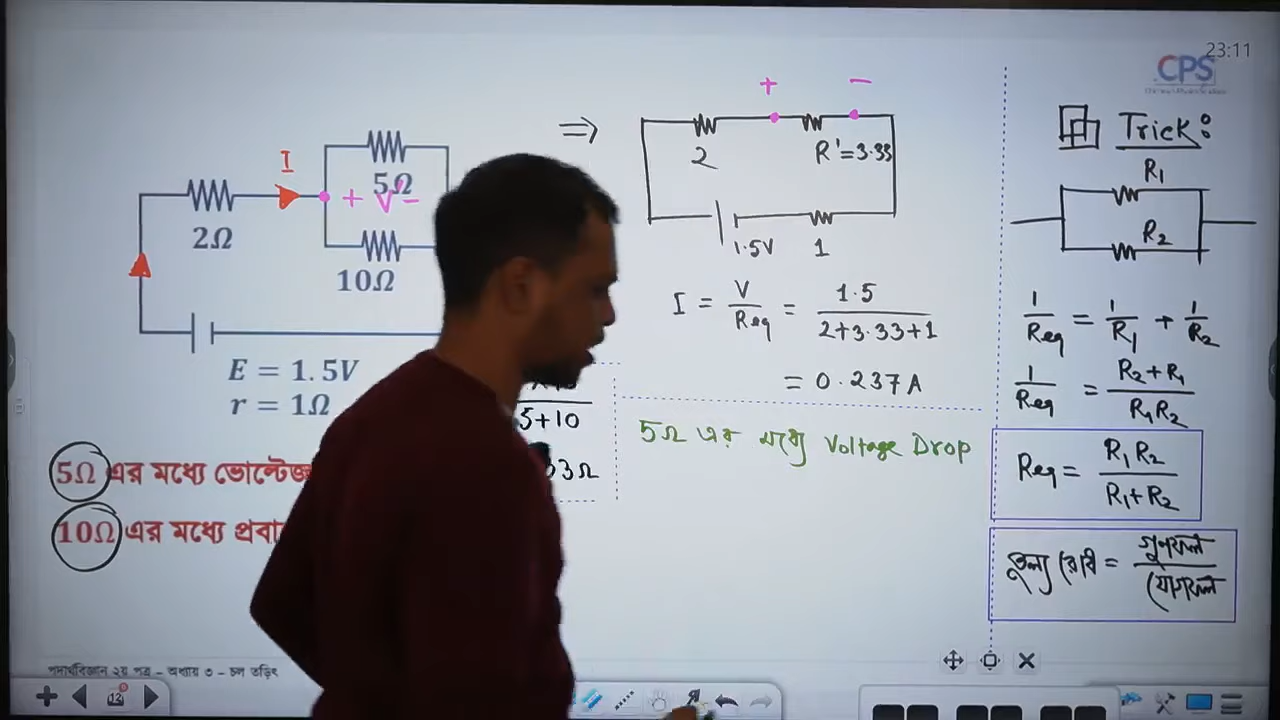 23:11
CPS
I
5Ω
+ V -
2Ω
10Ω
E = 1.5V
r = 1Ω
5Ω এর মধ্যে
10Ω এর মধ্যে
5+10
33Ω
⇒
+ -
2
R'=3.33
1.5V
1
I = V/Req = 1.5/(2+3.33+1)
= 0.237A
5Ω এর মধ্যে Voltage Drop
Trick:
R₁
R₂
1/Req = 1/R₁ + 1/R₂
1/Req = (R₂+R₁)/(R₁R₂)
Req = (R₁R₂)/(R₁+R₂)
তুল্য রোধ = গুণফল/যোগফল
পদার্থবিজ্ঞান ২য় পত্র – অধ্যায় ৩ – চল তড়িৎ
12